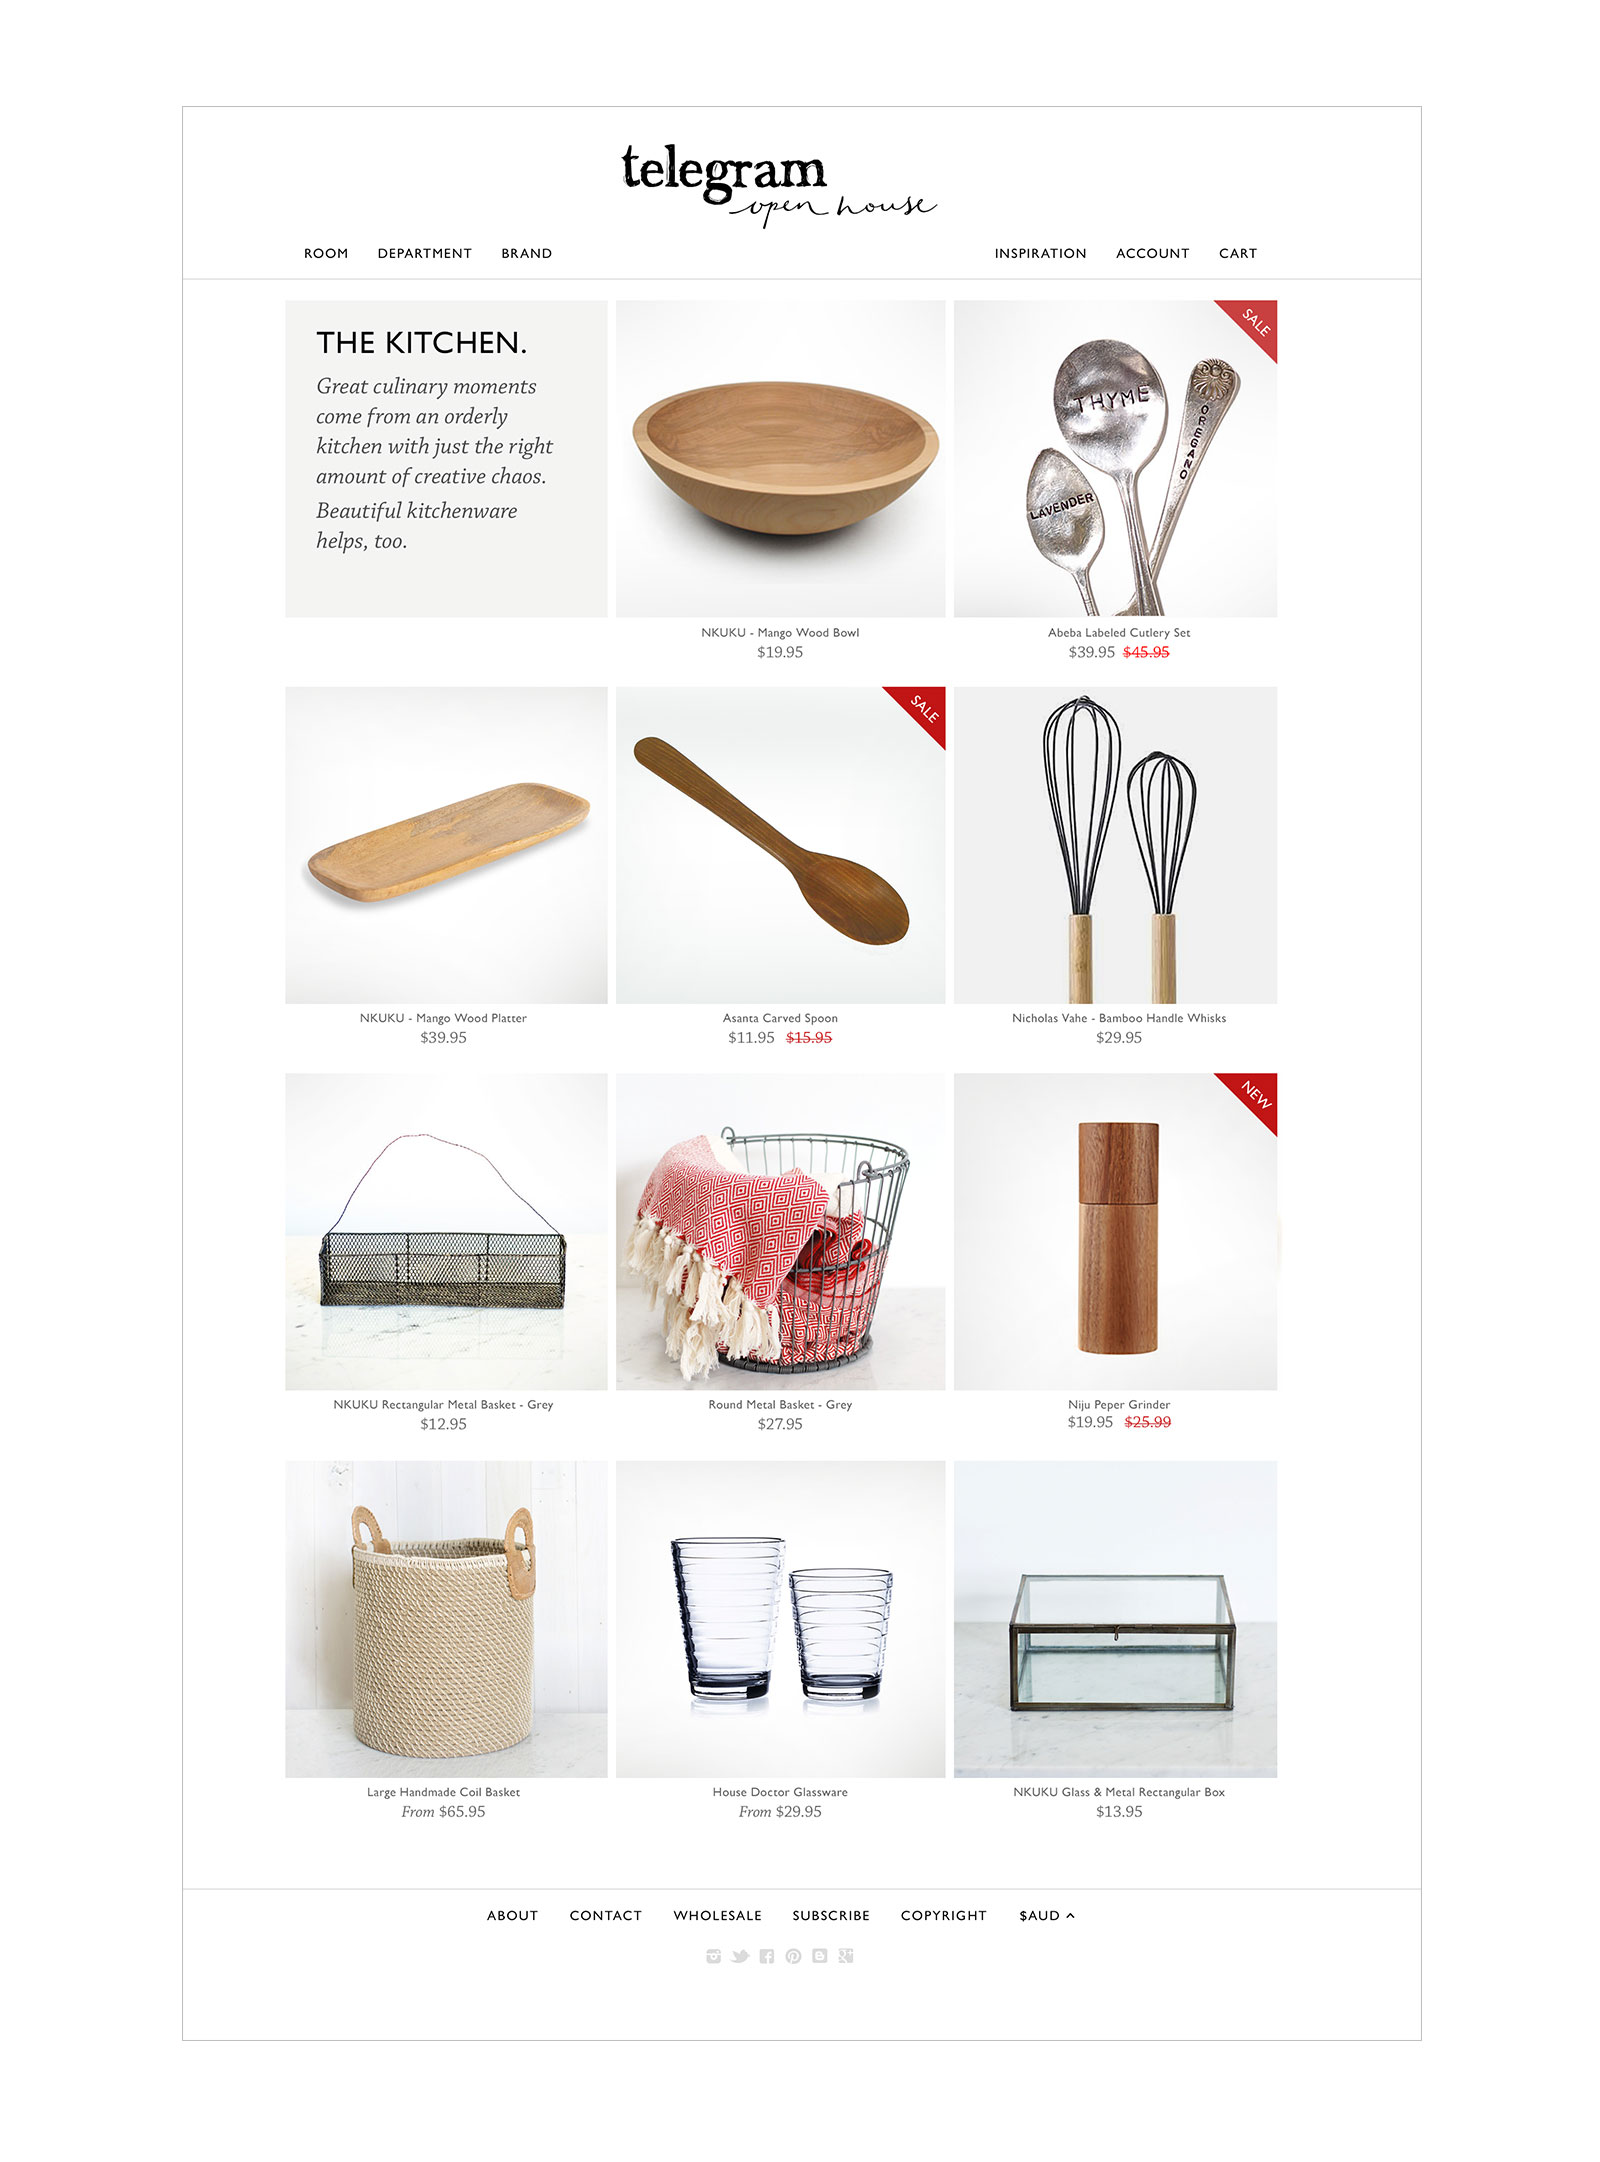 telegram
open house
ROOM DEPARTMENT BRAND INSPIRATION ACCOUNT CART
THE KITCHEN.
Great culinary moments
come from an orderly
kitchen with just the right
amount of creative chaos.
Beautiful kitchenware
helps, too.
NKUKU - Mango Wood Bowl
$19.95
SALE
THYME
OREGANO
LAVENDER
Abeba Labeled Cutlery Set
$39.95 $45.95
NKUKU - Mango Wood Platter
$39.95
SALE
Asanta Carved Spoon
$11.95 $15.95
Nicholas Vahe - Bamboo Handle Whisks
$29.95
NKUKU Rectangular Metal Basket - Grey
$12.95
Round Metal Basket - Grey
$27.95
NEW
Niju Peper Grinder
$19.95 $25.99
Large Handmade Coil Basket
From $65.95
House Doctor Glassware
From $29.95
NKUKU Glass & Metal Rectangular Box
$13.95
ABOUT CONTACT WHOLESALE SUBSCRIBE COPYRIGHT $AUD